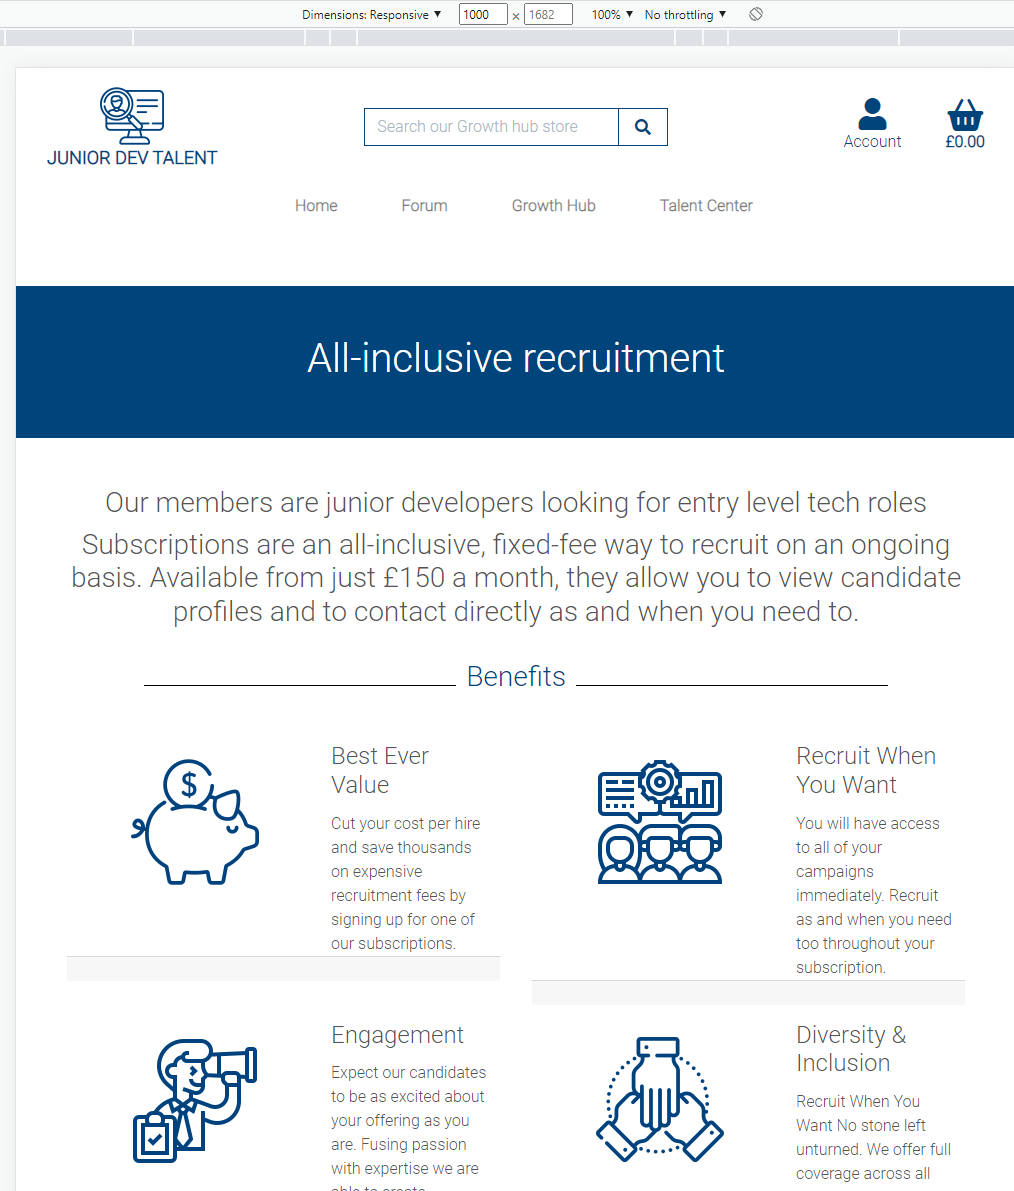 Dimensions: Responsive ▼ 1000 × 1682 100% ▼ No throttling ▼
JUNIOR DEV TALENT
Search our Growth hub store
Account
£0.00
Home Forum Growth Hub Talent Center
All-inclusive recruitment
Our members are junior developers looking for entry level tech roles
Subscriptions are an all-inclusive, fixed-fee way to recruit on an ongoing
basis. Available from just £150 a month, they allow you to view candidate
profiles and to contact directly as and when you need to.
Benefits
$
Best Ever
Value
Cut your cost per hire
and save thousands
on expensive
recruitment fees by
signing up for one of
our subscriptions.
Recruit When
You Want
You will have access
to all of your
campaigns
immediately. Recruit
as and when you need
too throughout your
subscription.
Engagement
Expect our candidates
to be as excited about
your offering as you
are. Fusing passion
with expertise we are
able to create
Diversity &
Inclusion
Recruit When You
Want No stone left
unturned. We offer full
coverage across all